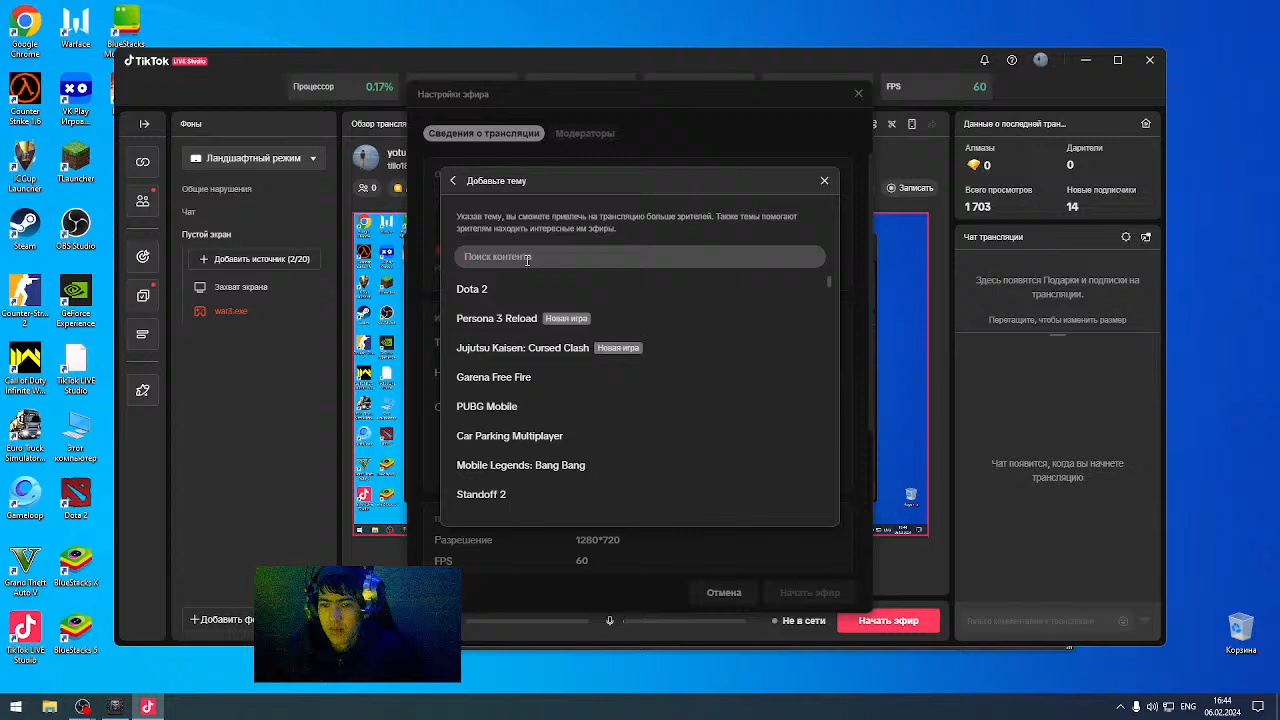 Google
Chrome
Warface
BlueStacks
TikTok LIVE Studio
Процессор
0.17%
FPS
60
Настройки эфира
Counter
Strike 1.6
VK Play
Игров...
Фоны
Сведения о трансляции
Модераторы
Данные о последней тран...
Ландшафтный режим
Общие нарушения
Чат
Пустой экран
Добавить источник (2/20)
Захват экрана
war3.exe
Обзор трансл
0
Записать
Добавьте тему
Указав тему, вы сможете привлечь на трансляцию больше зрителей. Также темы помогают
зрителям находить интересные им эфиры.
Поиск контента
Dota 2
Persona 3 Reload Новая игра
Jujutsu Kaisen: Cursed Clash Новая игра
Garena Free Fire
PUBG Mobile
Car Parking Multiplayer
Mobile Legends: Bang Bang
Standoff 2
Разрешение
1280*720
FPS
60
Отмена
Начать эфир
Алмазы
0
Дарители
0
Всего просмотров
1 703
Новые подписчики
14
Чат трансляции
Здесь появятся Подарки и подписки на
трансляции.
Перетащите, чтобы изменить размер
Чат появится, когда вы начнете
трансляцию
iCCup
Launcher
TLauncher
Steam
OBS Studio
Counter-Str...
2
GeForce
Experience
Call of Duty
Infinite W...
TikTok LIVE
Studio
Euro Truck
Simulator...
Этот
компьютер
Gameloop
Dota 2
Grand Theft
Auto V
BlueStacks X
TikTok LIVE
Studio
BlueStacks 5
Не в сети
Начать эфир
Только комментарии к трансляции
Корзина
ENG
16:44
06.02.2024